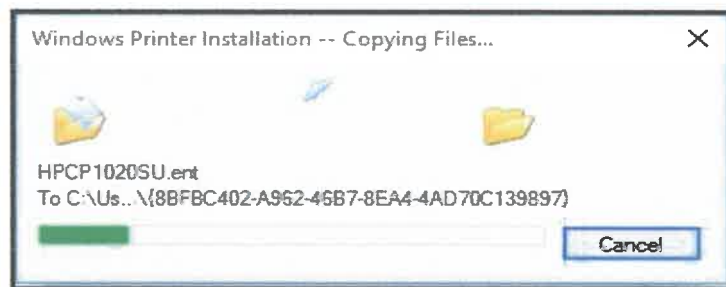 Windows Printer Installation -- Copying Files...
HPCP1020SU.ent
To C:\Us...\{8BFBC402-A962-46B7-8EA4-4AD70C139897}
Cancel